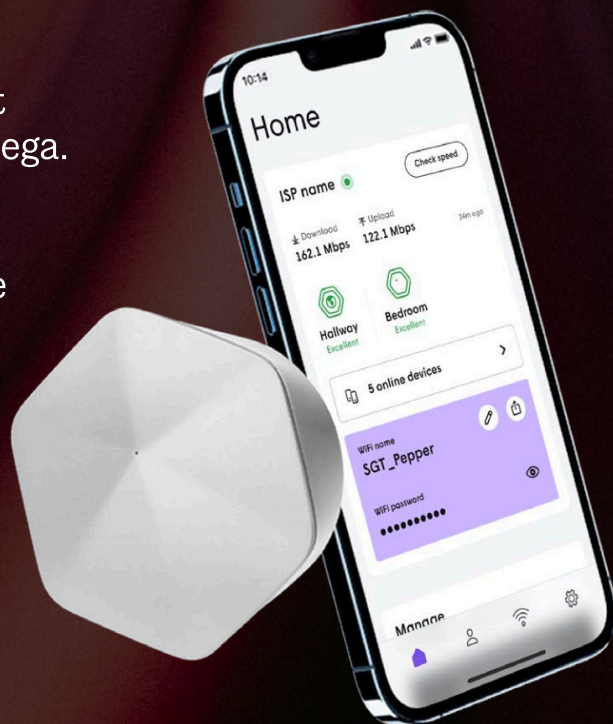 t
ega.
e
10:14
Home
ISP name
Check speed
Download
Upload
24m ago
162.1 Mbps
122.1 Mbps
Hallway
Excellent
Bedroom
Excellent
5 online devices
WiFi name
SGT_Pepper
WiFi password
••••••••••
Manage